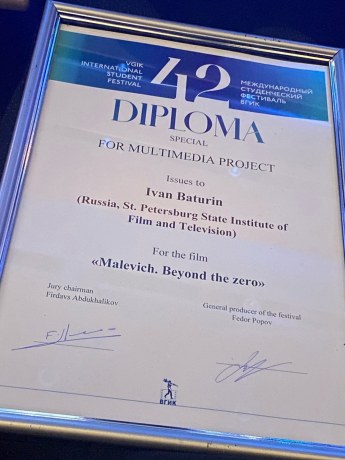 VGIK
INTERNATIONAL
STUDENT
FESTIVAL
42
МЕЖДУНАРОДНЫЙ
СТУДЕНЧЕСКИЙ
ФЕСТИВАЛЬ
ВГИК
DIPLOMA
SPECIAL
FOR MULTIMEDIA PROJECT
Issues to
Ivan Baturin
(Russia, St. Petersburg State Institute of
Film and Television)
For the film
«Malevich. Beyond the zero»
Jury chairman
Firdavs Abdukhalikov
General producer of the festival
Fedor Popov
ВГИК